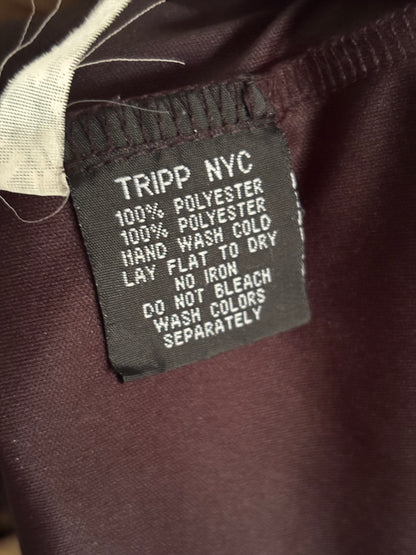 TRIPP NYC
100% POLYESTER
100% POLYESTER
HAND WASH COLD
LAY FLAT TO DRY
NO IRON
DO NOT BLEACH
WASH COLORS
SEPARATELY